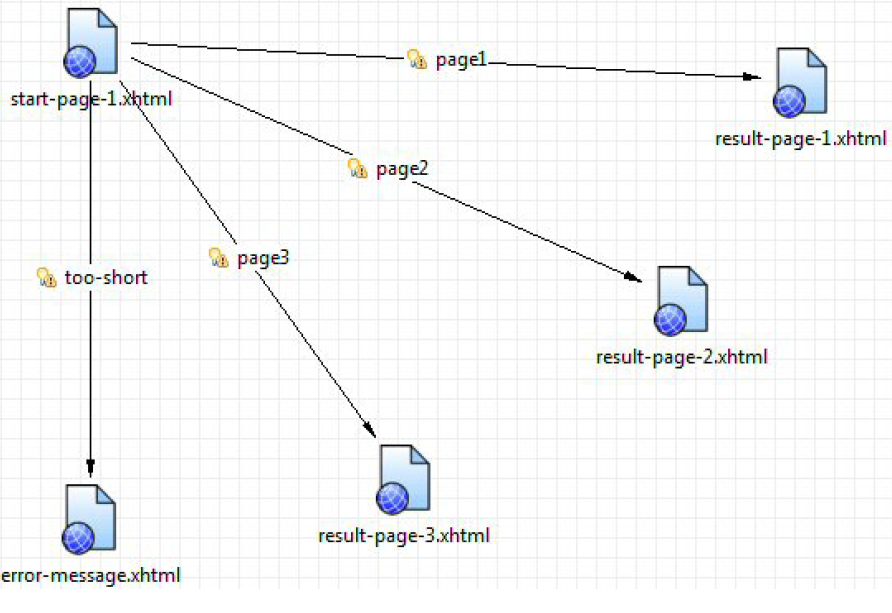 start-page-1.xhtml
page1
result-page-1.xhtml
page2
page3
too-short
result-page-2.xhtml
result-page-3.xhtml
error-message.xhtml